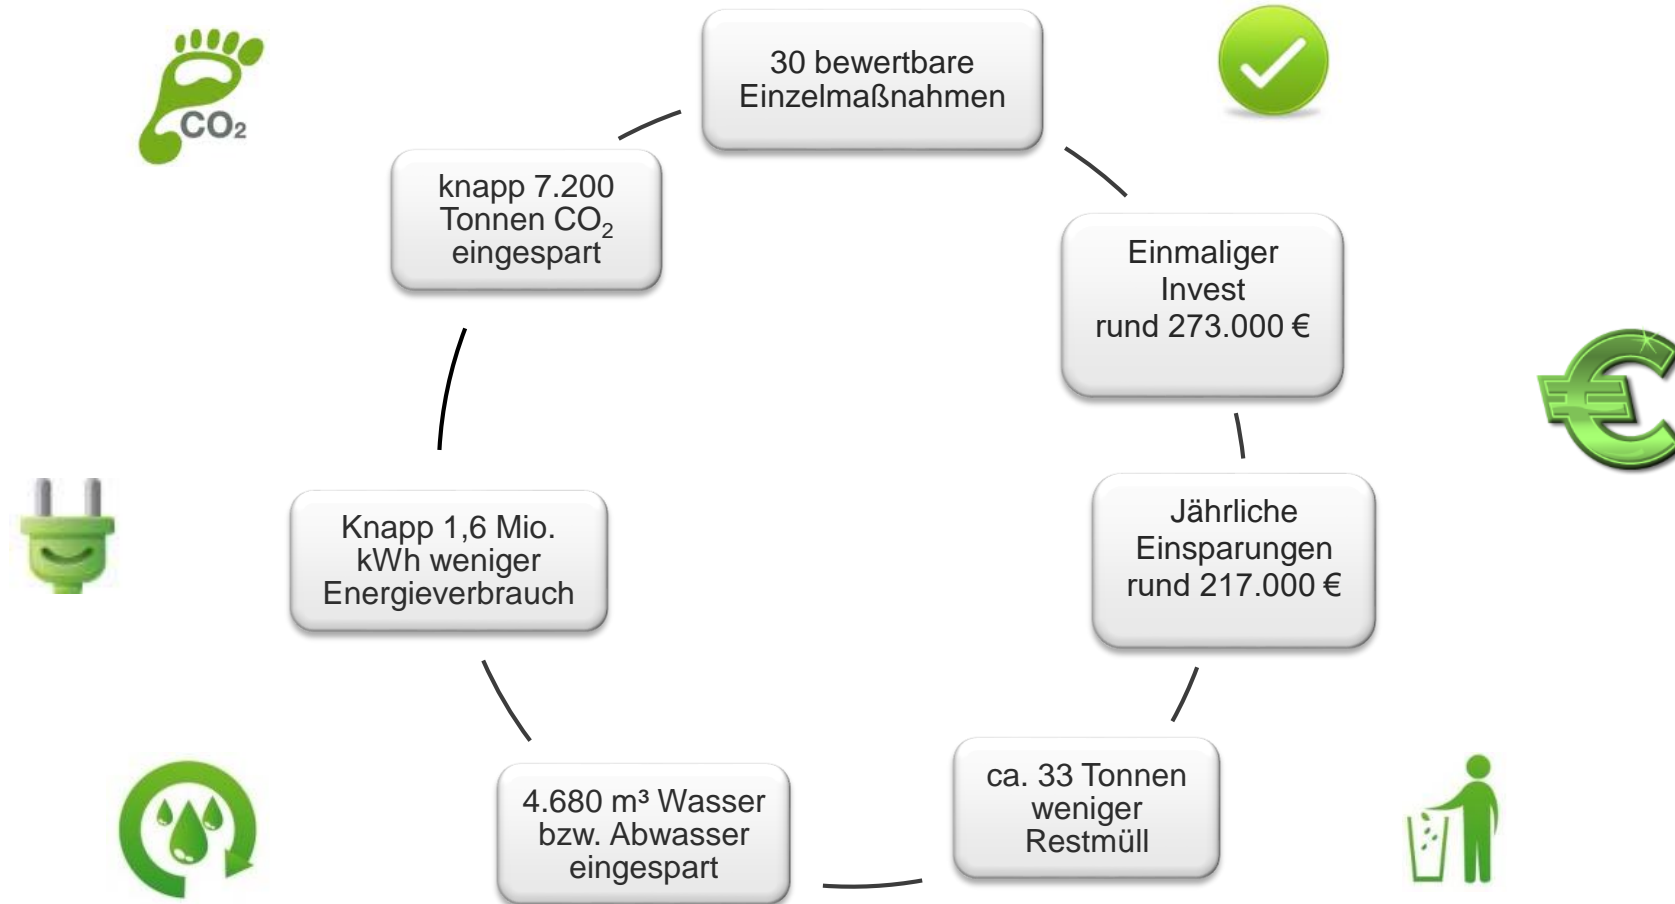 30 bewertbare
Einzelmaßnahmen
Einmaliger
Invest
rund 273.000 €
Jährliche
Einsparungen
rund 217.000 €
ca. 33 Tonnen
weniger
Restmüll
4.680 m³ Wasser
bzw. Abwasser
eingespart
Knapp 1,6 Mio.
kWh weniger
Energieverbrauch
knapp 7.200
Tonnen CO₂
eingespart
CO₂
€